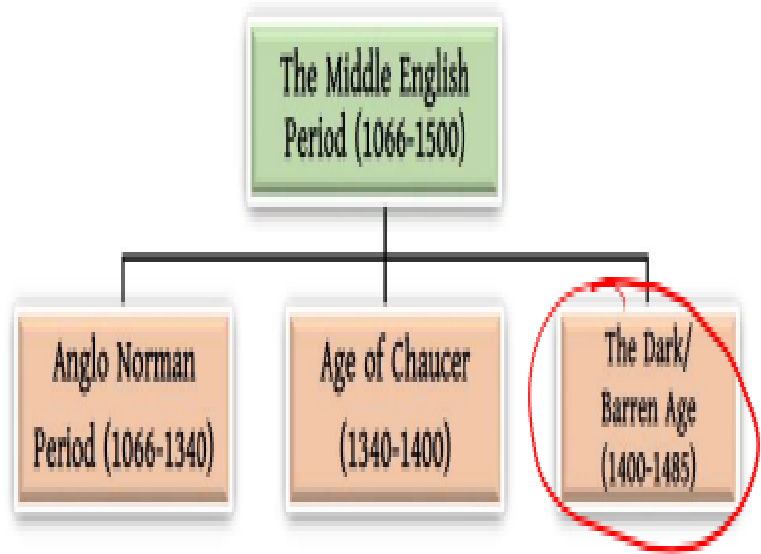 The Middle English
Period (1066-1500)
Anglo Norman
Period (1066-1340)
Age of Chaucer
(1340-1400)
The Dark/
Barren Age
(1400-1485)